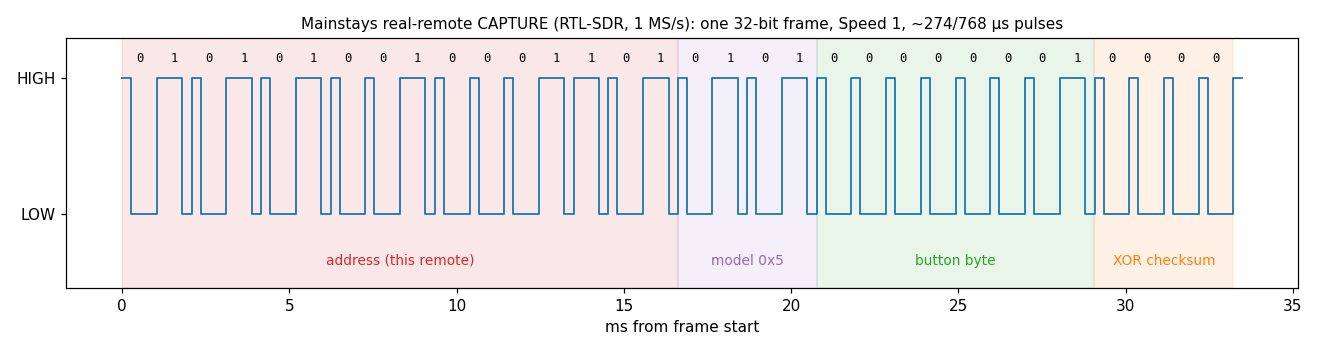 Mainstays real-remote CAPTURE (RTL-SDR, 1 MS/s): one 32-bit frame, Speed 1, ~274/768 µs pulses
0 1 0 1 0 1 0 0 1 0 0 0 1 1 0 1 0 1 0 1 0 0 0 0 0 0 0 1 0 0 0 0
HIGH
LOW
address (this remote) model 0x5 button byte XOR checksum
0 5 10 15 20 25 30 35
ms from frame start